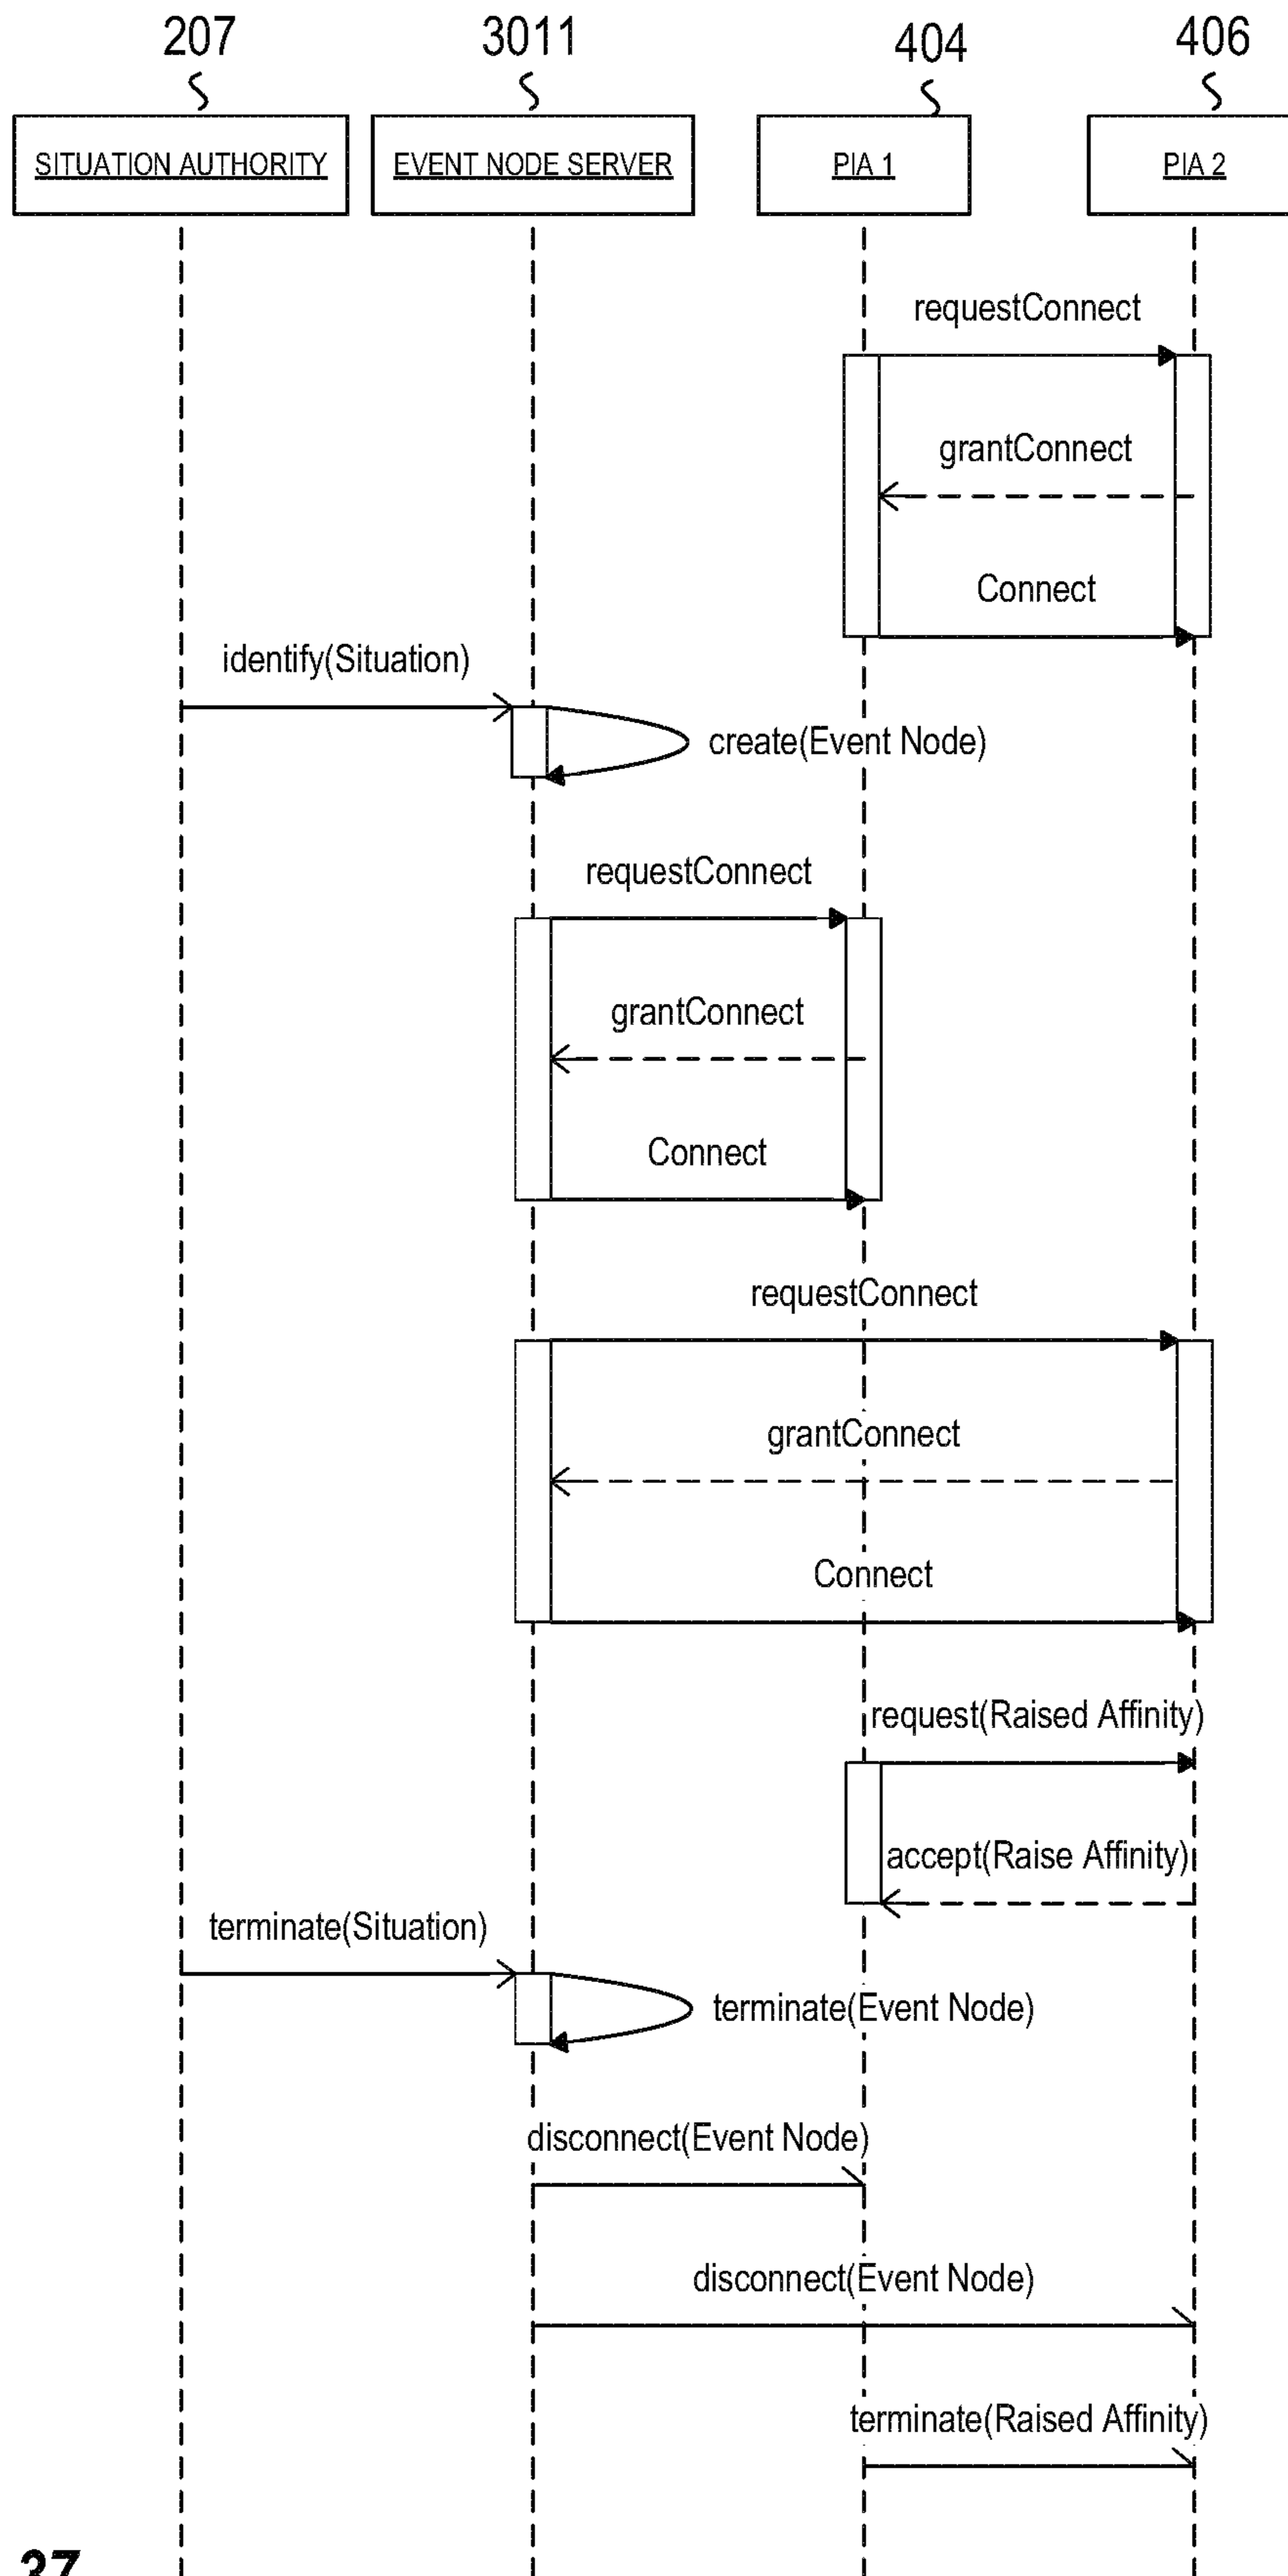 207 3011 404 406
SITUATION AUTHORITY EVENT NODE SERVER PIA 1 PIA 2
requestConnect
grantConnect
Connect
identify(Situation)
create(Event Node)
requestConnect
grantConnect
Connect
requestConnect
grantConnect
Connect
request(Raised Affinity)
accept(Raise Affinity)
terminate(Situation)
terminate(Event Node)
disconnect(Event Node)
disconnect(Event Node)
terminate(Raised Affinity)
37